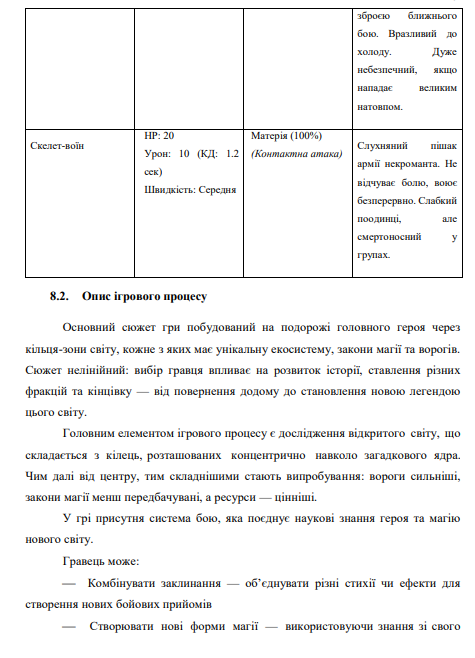 зброєю ближнього
бою. Вразливий до
холоду. Дуже
небезпечний, якщо
нападає великим
натовпом.
Скелет-воїн
HP: 20
Урон: 10 (КД: 1.2
сек)
Швидкість: Середня
Матерія (100%)
(Контактна атака)
Слухняний пішак
армії некроманта. Не
відчуває болю, воює
безперервно. Слабкий
поодинці, але
смертоносний у
групах.
8.2. Опис ігрового процесу
Основний сюжет гри побудований на подорожі головного героя через
кільця-зони світу, кожне з яких має унікальну екосистему, закони магії та ворогів.
Сюжет нелінійний: вибір гравця впливає на розвиток історії, ставлення різних
фракцій та кінцівку — від повернення додому до становлення новою легендою
цього світу.
Головним елементом ігрового процесу є дослідження відкритого світу, що
складається з кілець, розташованих концентрично навколо загадкового ядра.
Чим далі від центру, тим складнішими стають випробування: вороги сильніші,
закони магії менш передбачувані, а ресурси — цінніші.
У грі присутня система бою, яка поєднує наукові знання героя та магію
нового світу.
Гравець може:
— Комбінувати заклинання — об’єднувати різні стихії чи ефекти для
створення нових бойових прийомів
— Створювати нові форми магії — використовуючи знання зі свого